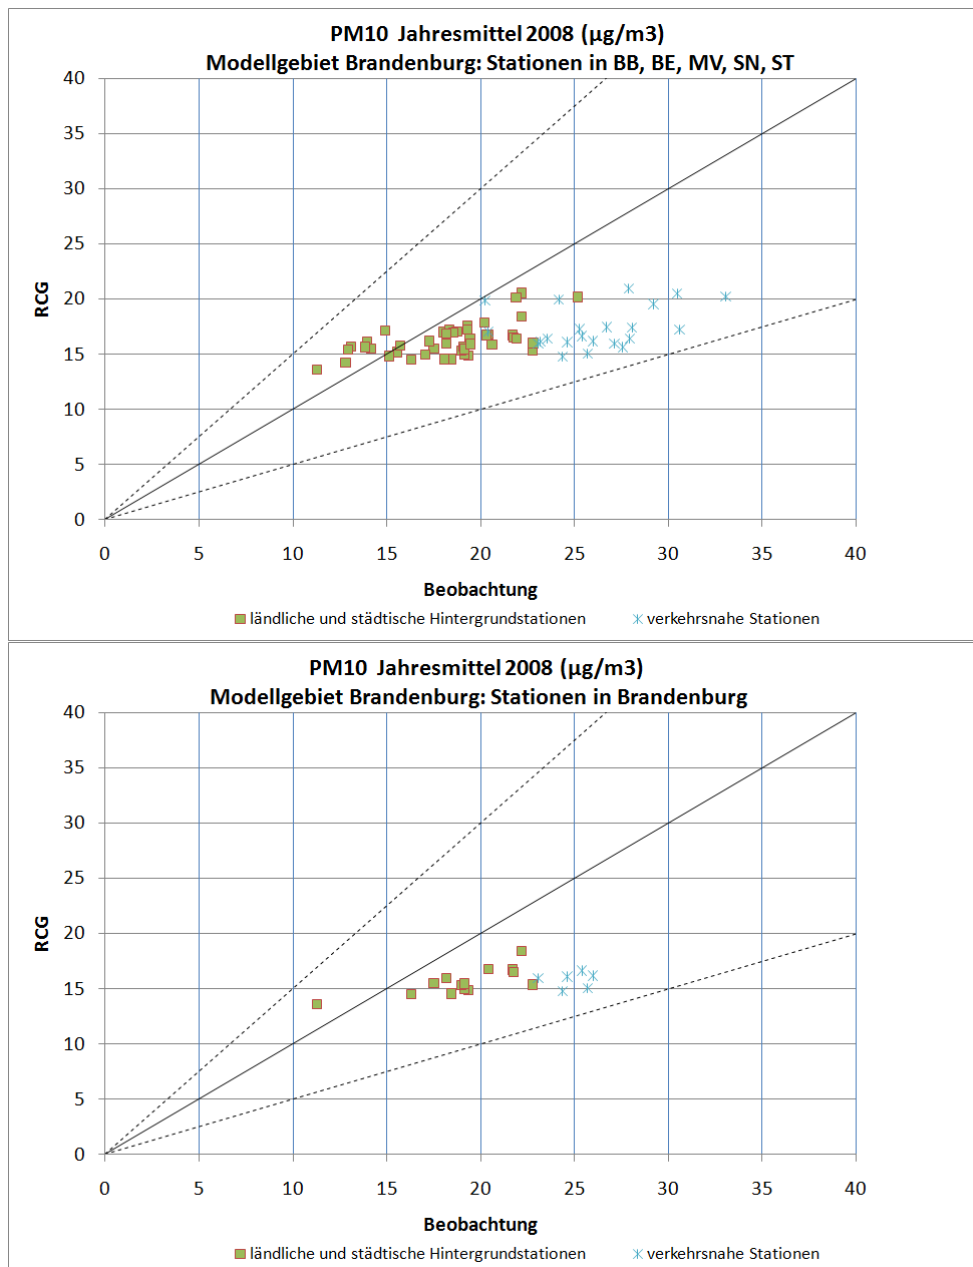 PM10 Jahresmittel 2008 (µg/m3)
Modellgebiet Brandenburg: Stationen in BB, BE, MV, SN, ST
40
35
30
25
20
15
10
5
0
RCG
0 5 10 15 20 25 30 35 40
Beobachtung
ländliche und städtische Hintergrundstationen verkehrsnahe Stationen
PM10 Jahresmittel 2008 (µg/m3)
Modellgebiet Brandenburg: Stationen in Brandenburg
40
35
30
25
20
15
10
5
0
RCG
0 5 10 15 20 25 30 35 40
Beobachtung
ländliche und städtische Hintergrundstationen verkehrsnahe Stationen